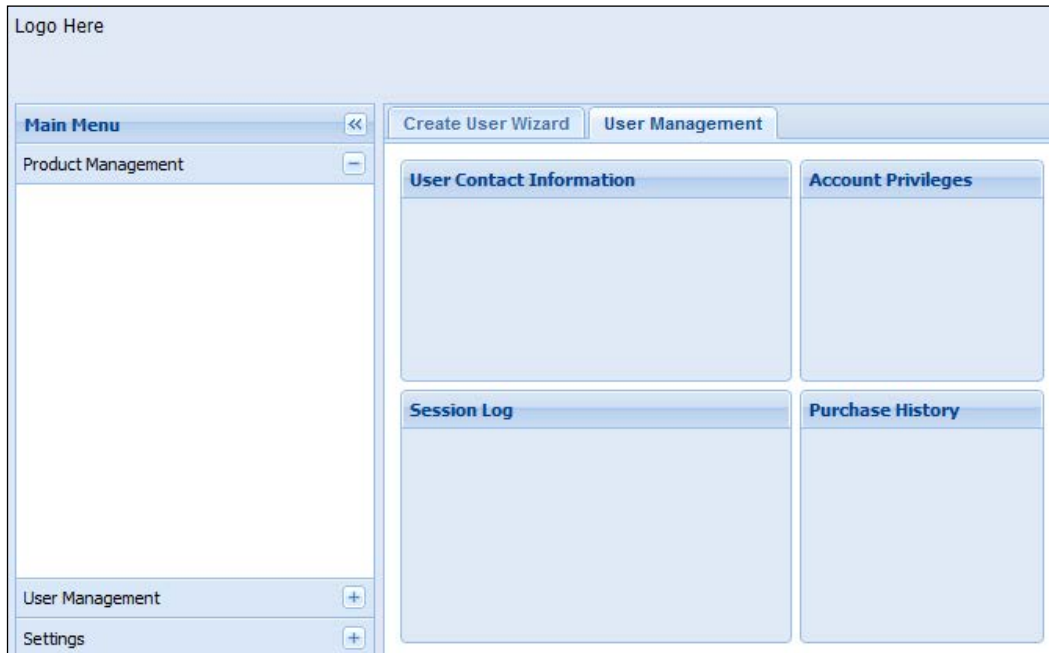 Logo Here
Main Menu
Product Management
User Management
Settings
Create User Wizard
User Management
User Contact Information
Account Privileges
Session Log
Purchase History